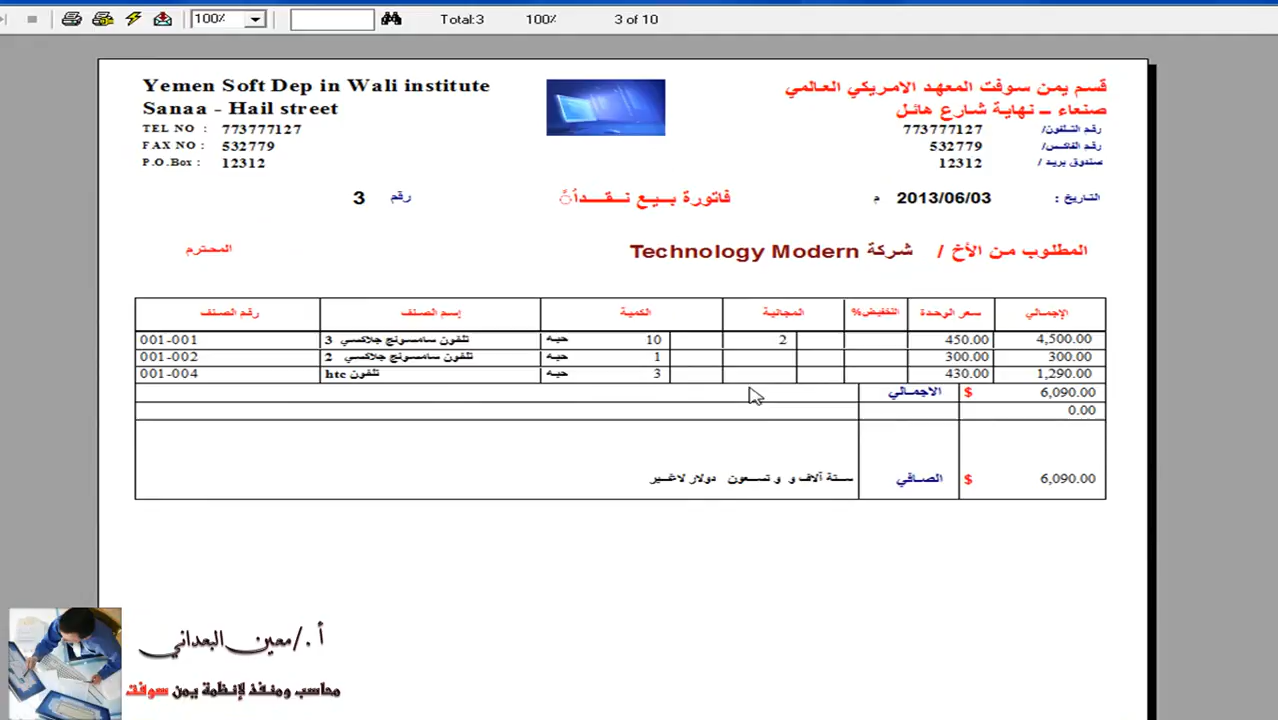 100% Total:3 100% 3 of 10
Yemen Soft Dep in Wali institute
Sanaa - Hail street
TEL NO : 773777127
FAX NO : 532779
P.O.Box : 12312
قسم يمن سوفت المعهد الامريكي العالمي
صنعاء – نهاية شارع هائل
رقم التلفون/ 773777127
رقم الفاكس/ 532779
صندوق بريد / 12312
التاريخ : 2013/06/03 م
فاتورة بيع نقداً
رقم 3
المطلوب من الأخ / شركة Technology Modern المحترم
الإجمالي سعر الوحدة التخفيض% المجانية الكمية إسم الصنف رقم الصنف
4,500.00 450.00 2 10 حبه تلفون سامسونج جلاكسي 3 001-001
300.00 300.00 1 حبه تلفون سامسونج جلاكسي 2 001-002
1,290.00 430.00 3 حبه تلفون htc 001-004
6,090.00 $ الاجمالي
0.00
6,090.00 $ الصافي ستة آلاف و و تسعون دولار لاغير
أ./معين البعداني
محاسب ومنفذ لإنظمة يمن سوفت